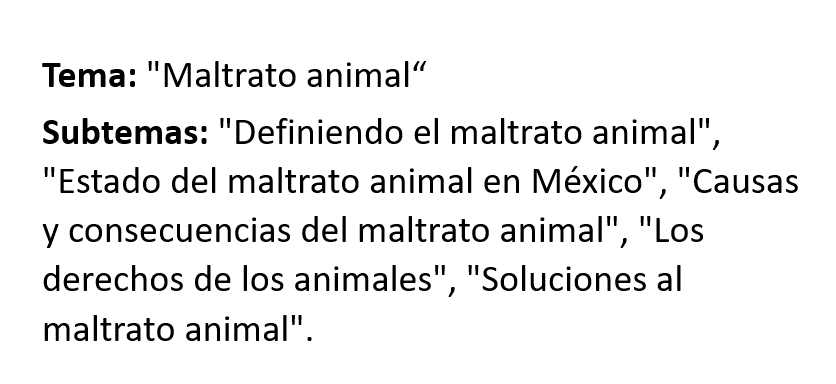 Tema: "Maltrato animal“
Subtemas: "Definiendo el maltrato animal",
"Estado del maltrato animal en México", "Causas
y consecuencias del maltrato animal", "Los
derechos de los animales", "Soluciones al
maltrato animal".